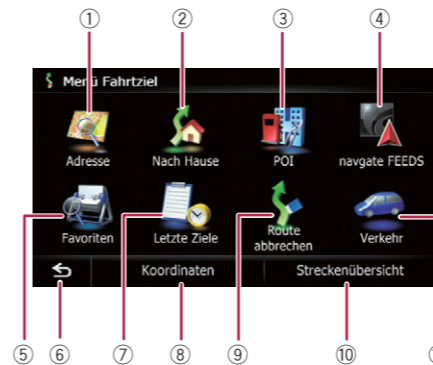 ① ② ③ ④
Menü Fahrtziel
Adresse Nach Hause POI navgate FEEDS
Favoriten Letzte Ziele Route abbrechen Verkehr
Koordinaten Streckenübersicht
⑤ ⑥ ⑦ ⑧ ⑨ ⑩